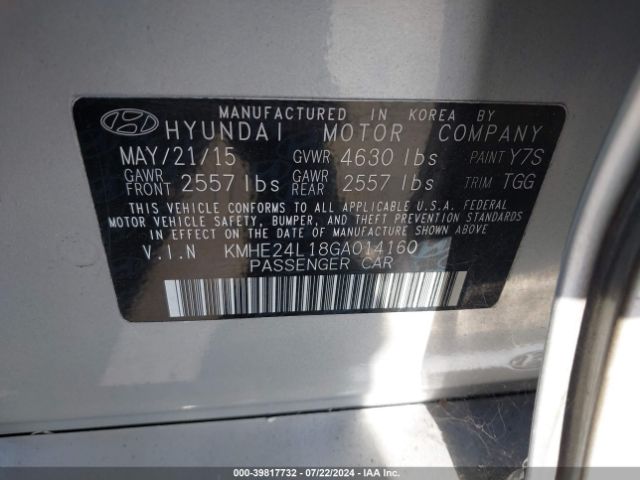 MANUFACTURED IN KOREA BY
HYUNDAI MOTOR COMPANY
MAY/21/15 GVWR 4630 lbs PAINT Y7S
GAWR FRONT 2557 lbs GAWR REAR 2557 lbs TRIM TGG
THIS VEHICLE CONFORMS TO ALL APPLICABLE U.S.A. FEDERAL
MOTOR VEHICLE SAFETY, BUMPER, AND THEFT PREVENTION STANDARDS
IN EFFECT ON THE DATE OF MANUFACTURE SHOWN ABOVE.
V.I.N KMHE24L18GA014160
PASSENGER CAR
000-39817732 - 07/22/2024 - IAA Inc.